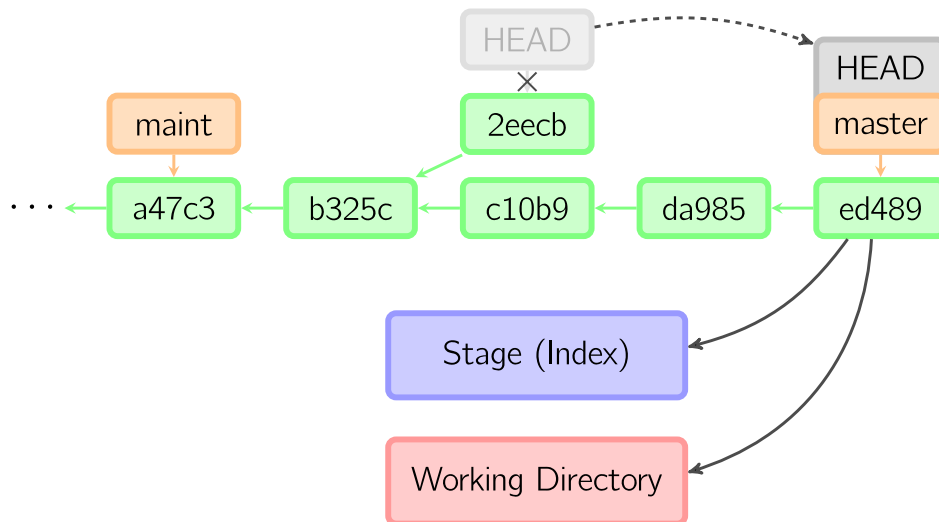 HEAD
HEAD
maint
2eecb
master
··· a47c3 b325c c10b9 da985 ed489
Stage (Index)
Working Directory